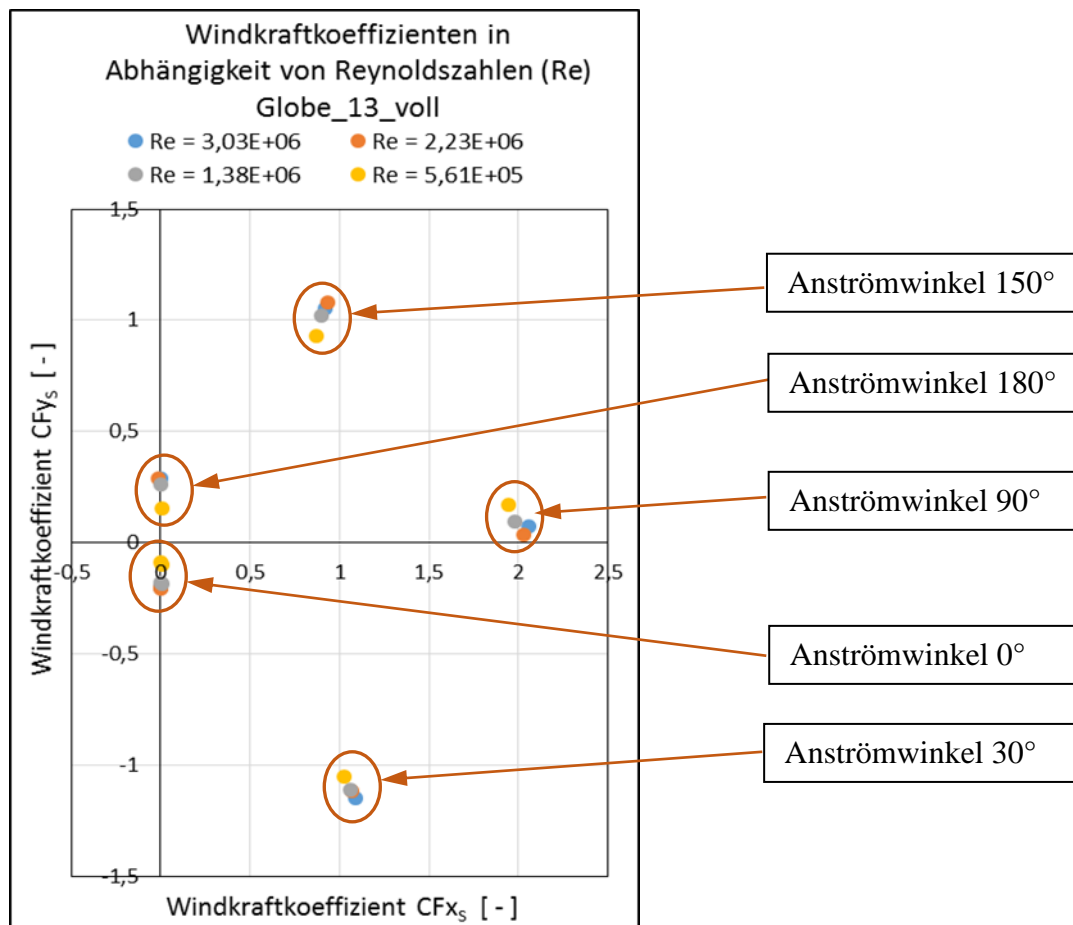 Windkraftkoeffizienten in
Abhängigkeit von Reynoldszahlen (Re)
Globe_13_voll
Re = 3,03E+06
Re = 2,23E+06
Re = 1,38E+06
Re = 5,61E+05
Windkraftkoeffizient CFyS [ - ]
1,5
1
0,5
0
-0,5
-1
-1,5
-0,5
0
0,5
1
1,5
2
2,5
Windkraftkoeffizient CFxS [ - ]
Anströmwinkel 150°
Anströmwinkel 180°
Anströmwinkel 90°
Anströmwinkel 0°
Anströmwinkel 30°